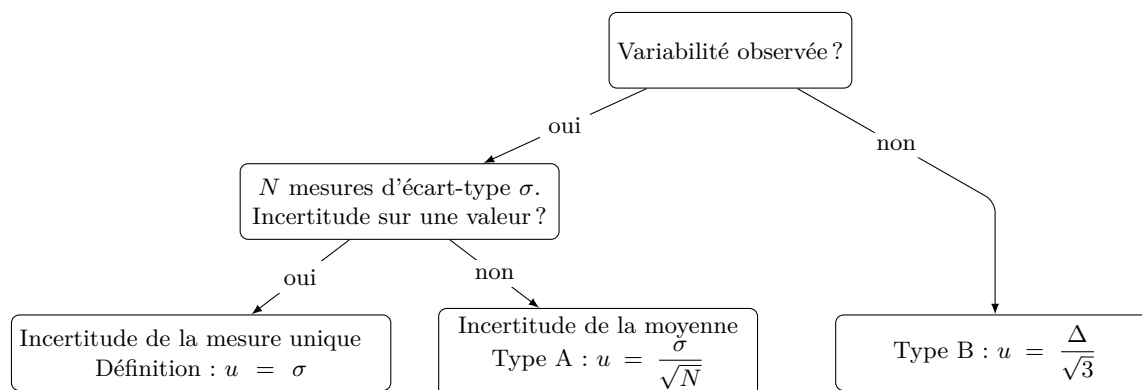 Variabilité observée ?
oui
non
N mesures d'écart-type σ.
Incertitude sur une valeur ?
oui
non
Incertitude de la mesure unique
Définition : u = σ
Incertitude de la moyenne
Type A : u = σ/√N
Type B : u = Δ/√3